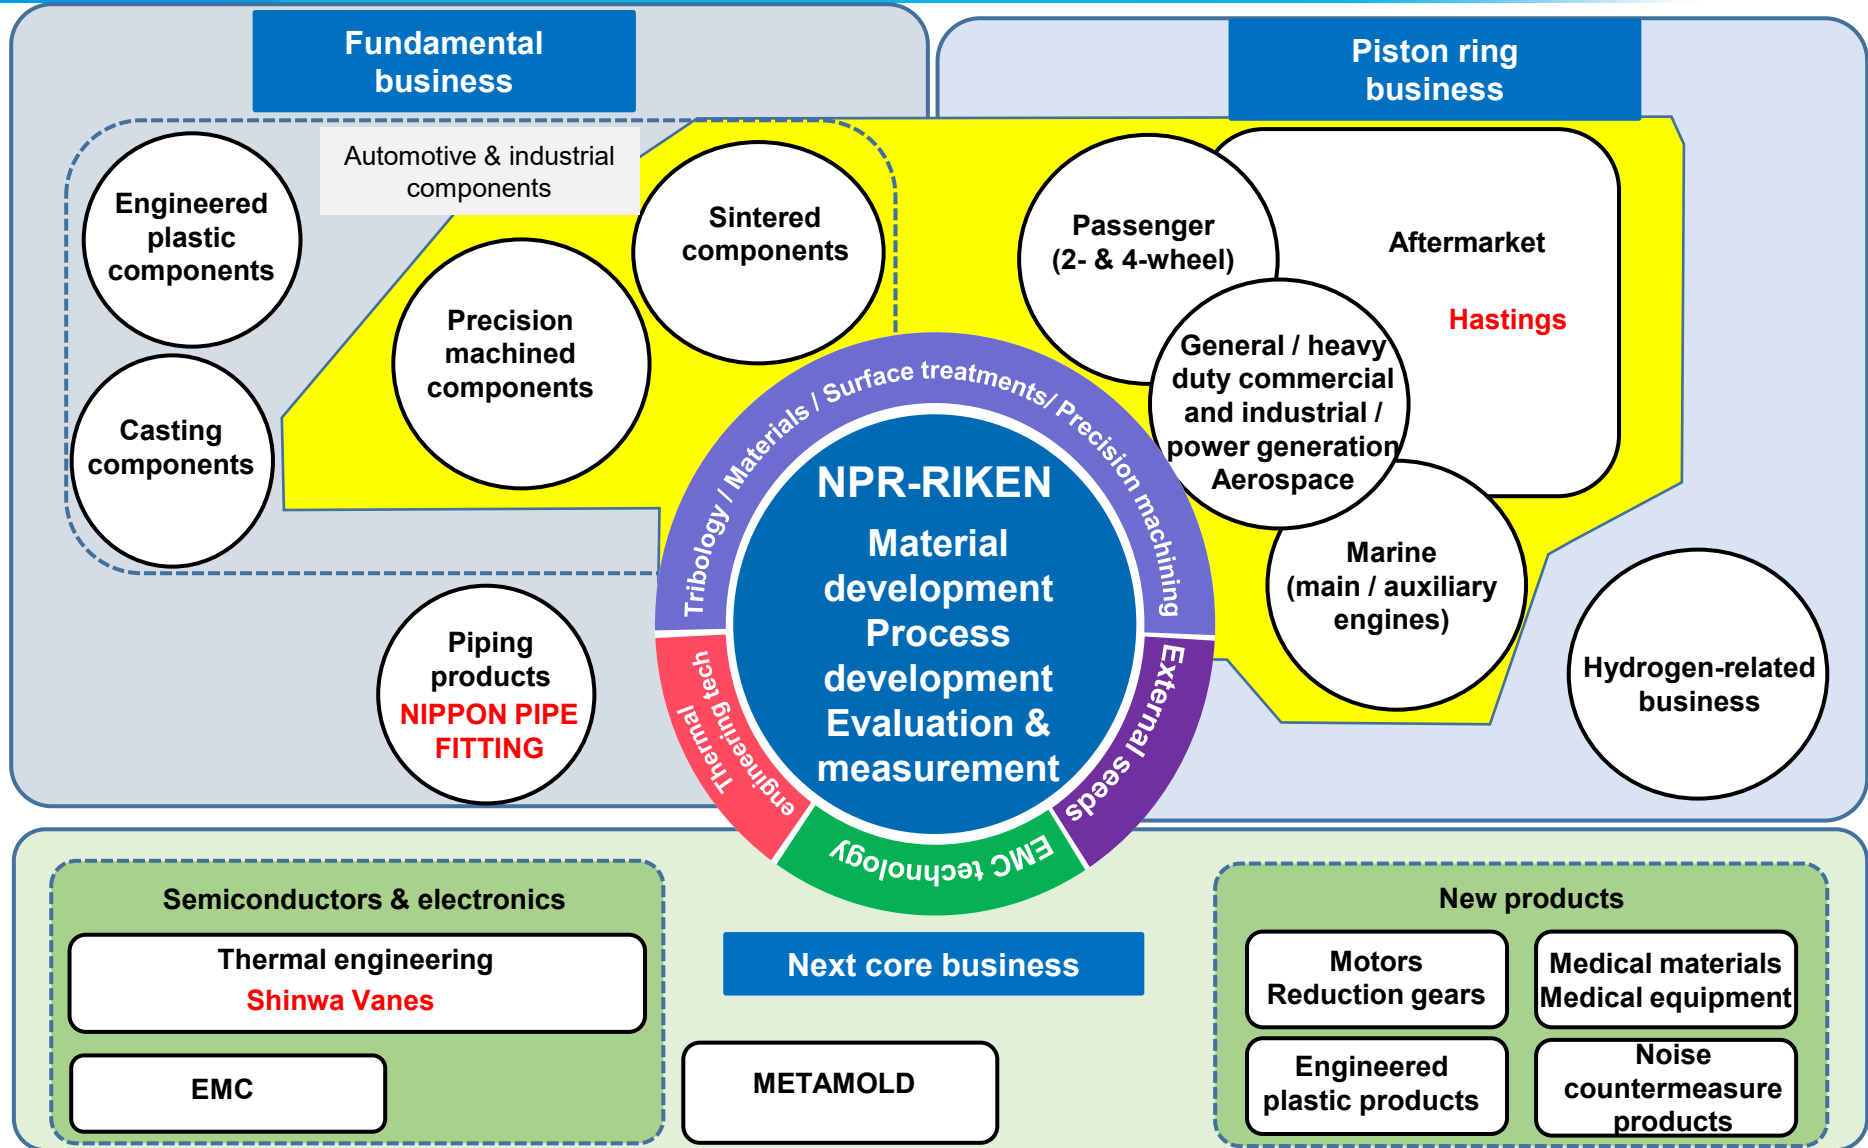 Fundamental
business
Piston ring
business
Automotive & industrial
components
Engineered
plastic
components
Sintered
components
Precision
machined
components
Casting
components
Piping
products
NIPPON PIPE
FITTING
Passenger
(2- & 4-wheel)
Aftermarket
Hastings
General / heavy
duty commercial
and industrial /
power generation
Aerospace
Marine
(main / auxiliary
engines)
Hydrogen-related
business
Tribology / Materials / Surface treatments/ Precision machining
NPR-RIKEN
Material
development
Process
development
Evaluation &
measurement
Thermal
engineering tech
EMC technology
External seeds
Semiconductors & electronics
Thermal engineering
Shinwa Vanes
EMC
Next core business
METAMOLD
New products
Motors
Reduction gears
Medical materials
Medical equipment
Engineered
plastic products
Noise
countermeasure
products